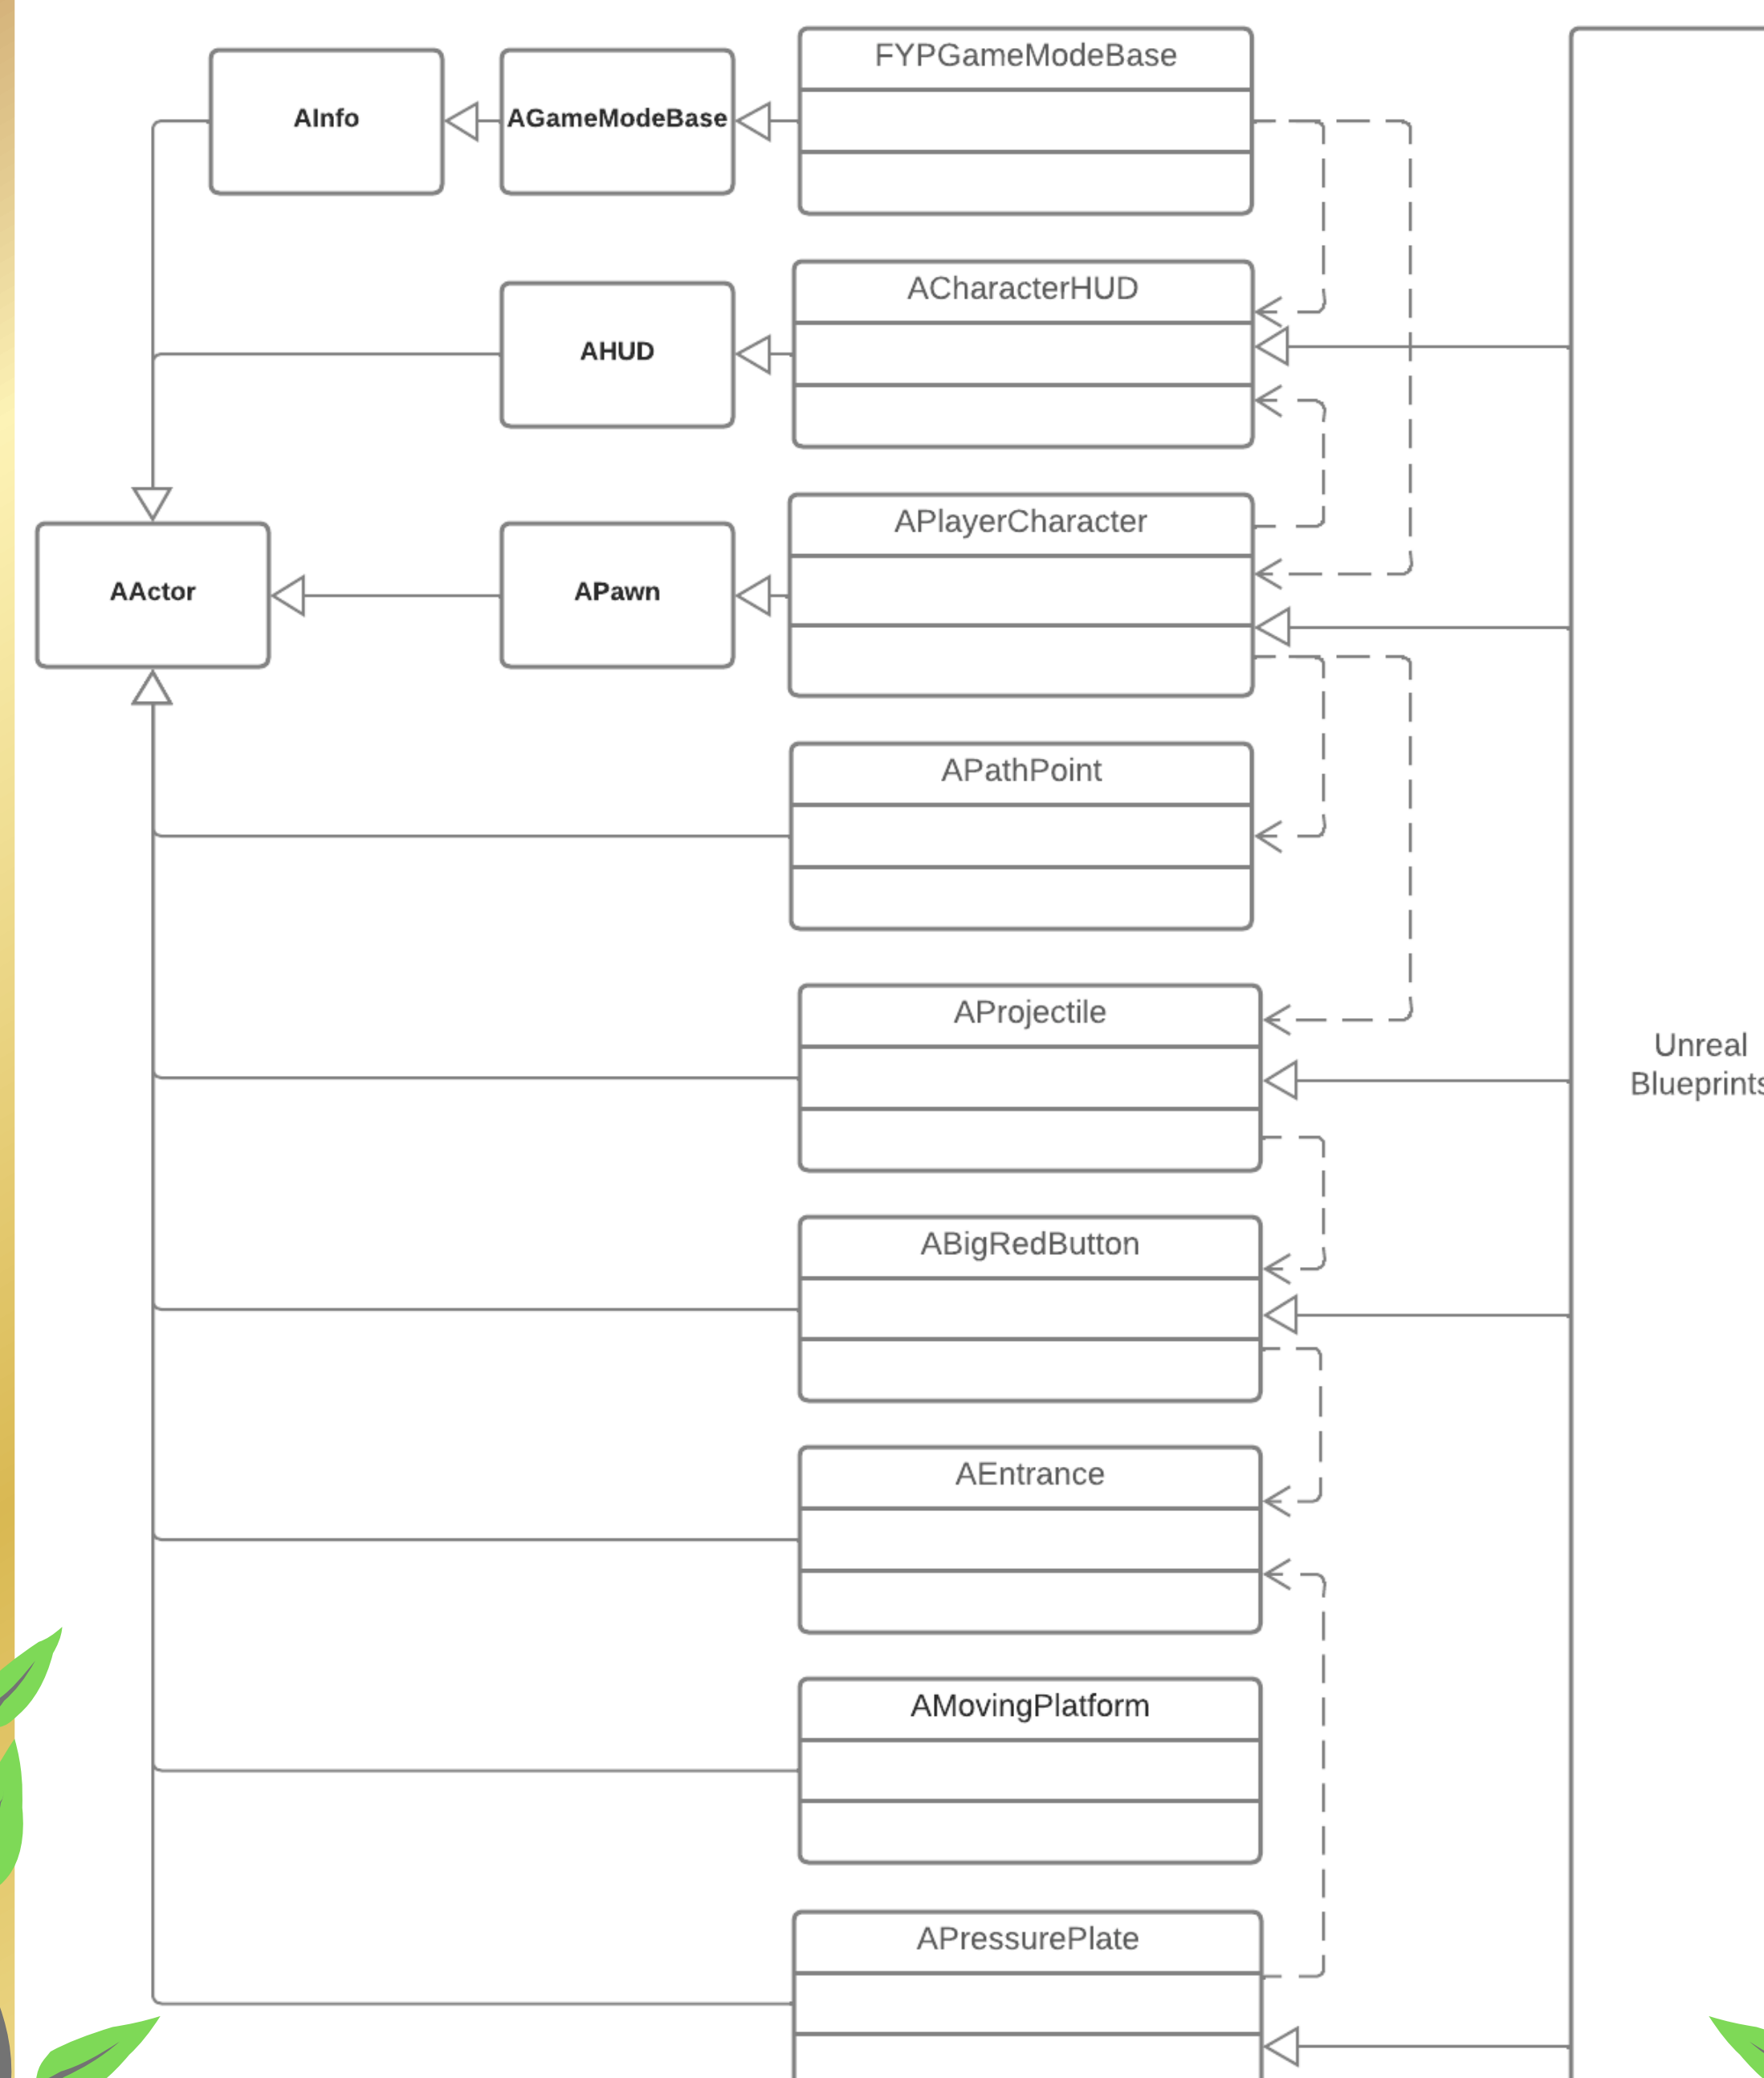 FYPGameModeBase
AInfo
AGameModeBase
ACharacterHUD
AHUD
APlayerCharacter
AActor
APawn
APathPoint
AProjectile
Unreal
Blueprints
ABigRedButton
AEntrance
AMovingPlatform
APressurePlate